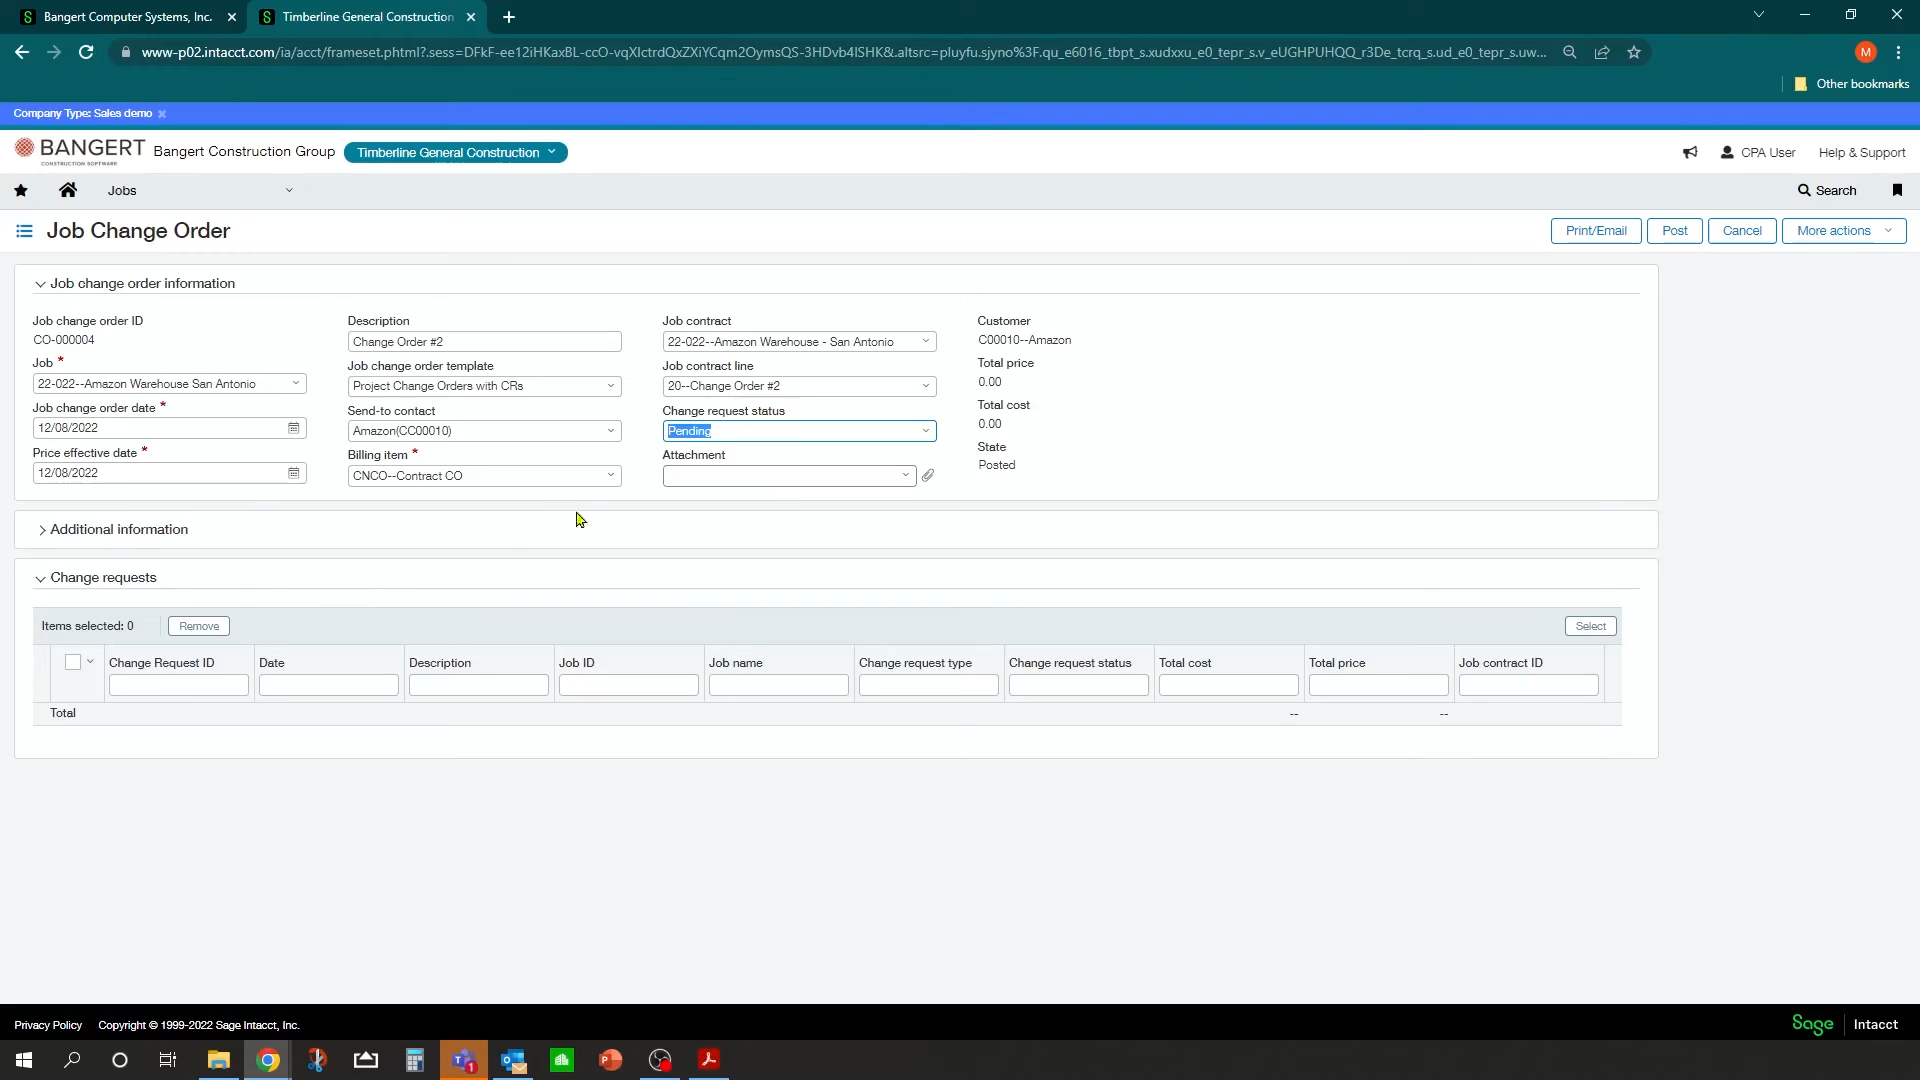 Bangert Computer Systems, Inc.
Timberline General Construction
www-p02.intacct.com/ia/acct/frameset.phtml?.sess=DFkF-ee12iHKaxBL-ccO-vqXlctrdQxZXiYCqm2OymsQS-3HDvb4lSHK&.altsrc=pluyfu.sjyno%3F.qu_e6016_tbpt_s.xudxxu_e0_tepr_s.v_eUGHPUHQQ_r3De_tcrq_s.ud_e0_tepr_s.uw...
M
Other bookmarks
Company Type: Sales demo
BANGERT
CONSTRUCTION SOFTWARE
Bangert Construction Group
Timberline General Construction
CPA User
Help & Support
Jobs
Search
Job Change Order
Print/Email
Post
Cancel
More actions
Job change order information
Job change order ID
CO-000004
Job *
22-022--Amazon Warehouse San Antonio
Job change order date *
12/08/2022
Price effective date *
12/08/2022
Description
Change Order #2
Job change order template
Project Change Orders with CRs
Send-to contact
Amazon(CC00010)
Billing item *
CNCO--Contract CO
Job contract
22-022--Amazon Warehouse - San Antonio
Job contract line
20--Change Order #2
Change request status
Pending
Attachment
Customer
C00010--Amazon
Total price
0.00
Total cost
0.00
State
Posted
Additional information
Change requests
Items selected: 0
Remove
Select
Change Request ID
Date
Description
Job ID
Job name
Change request type
Change request status
Total cost
Total price
Job contract ID
Total
--
--
Privacy Policy
Copyright © 1999-2022 Sage Intacct, Inc.
Sage
Intacct